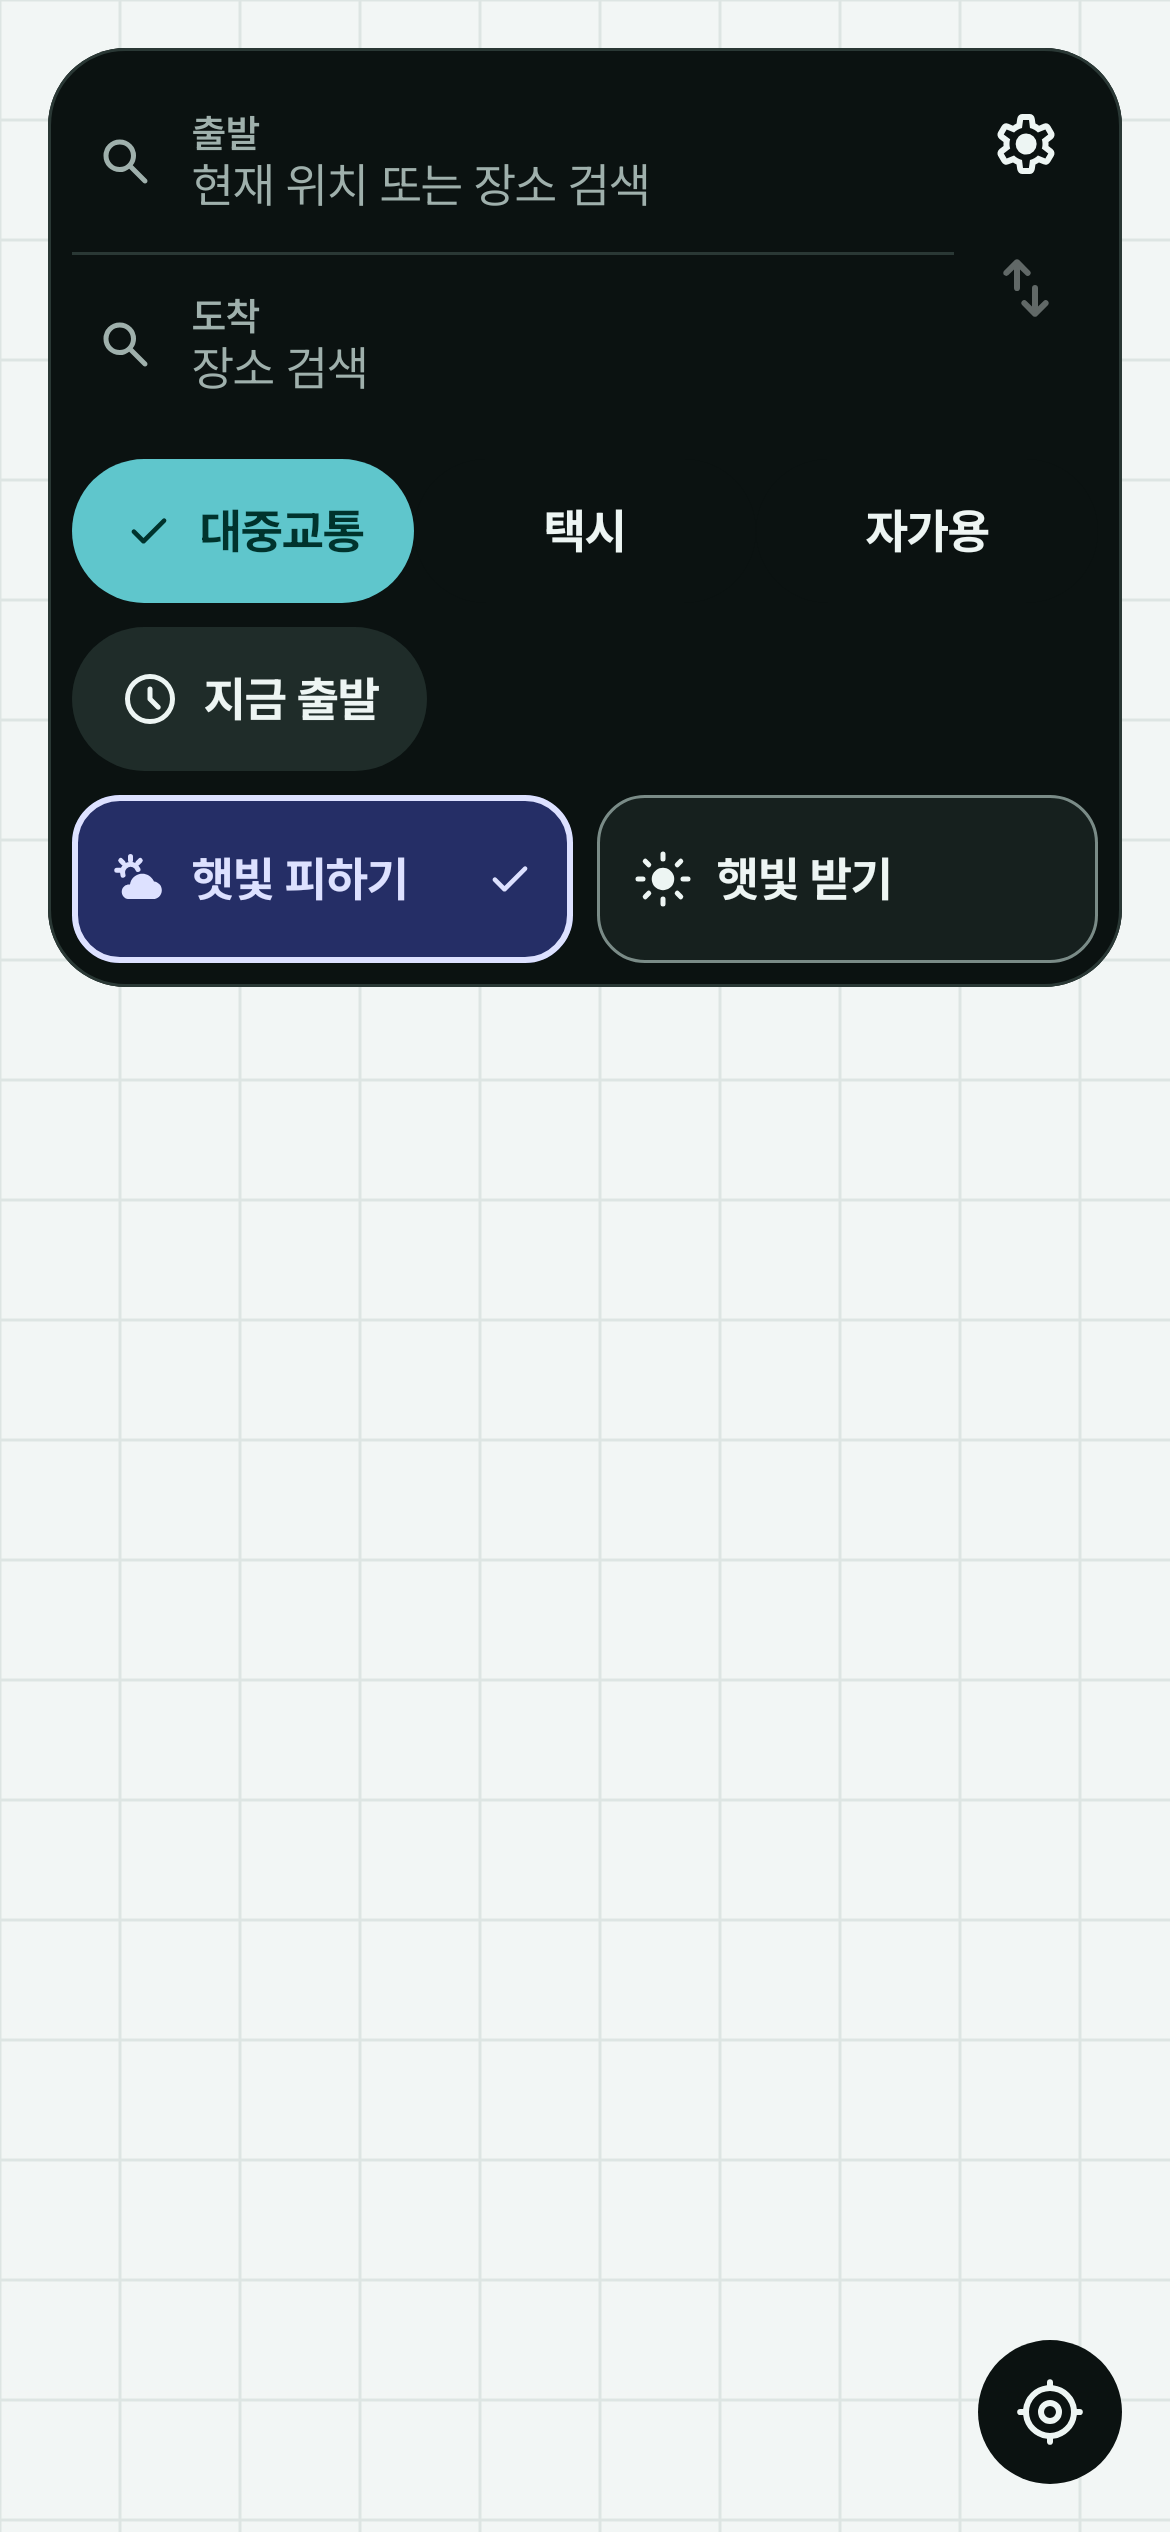 출발
현재 위치 또는 장소 검색
도착
장소 검색
대중교통
택시
자가용
지금 출발
햇빛 피하기
햇빛 받기